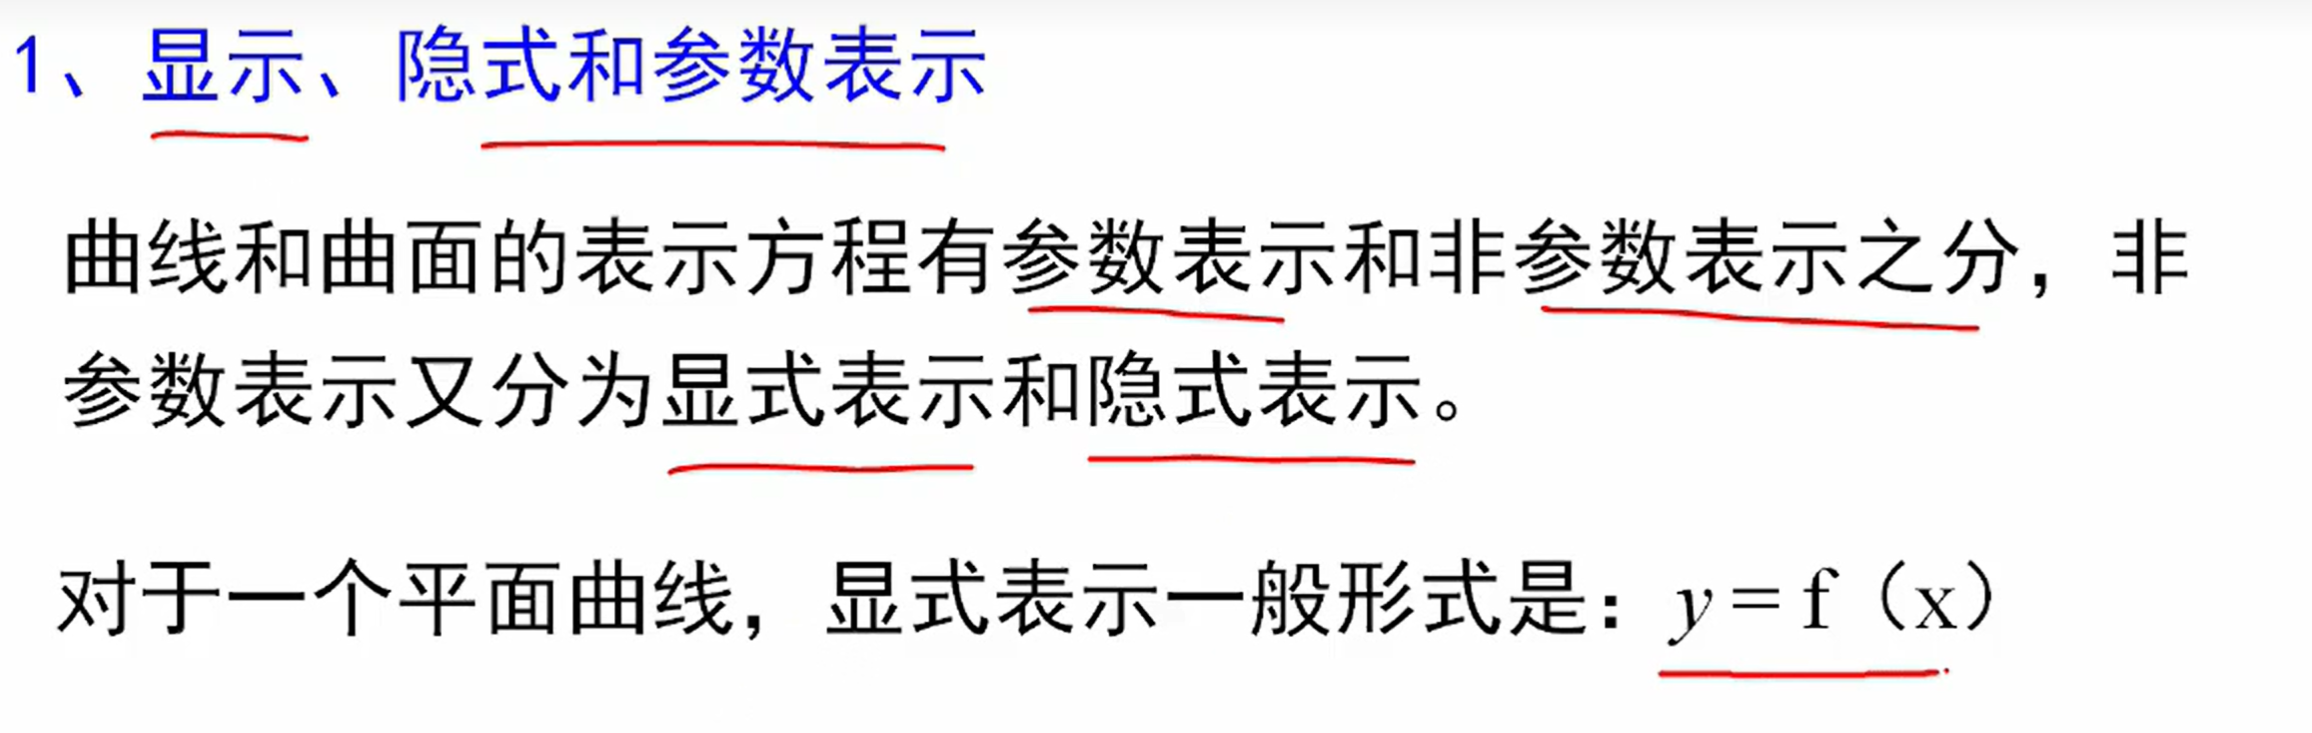 1、显示、隐式和参数表示
曲线和曲面的表示方程有参数表示和非参数表示之分，非
参数表示又分为显式表示和隐式表示。
对于一个平面曲线，显式表示一般形式是：y = f（x）